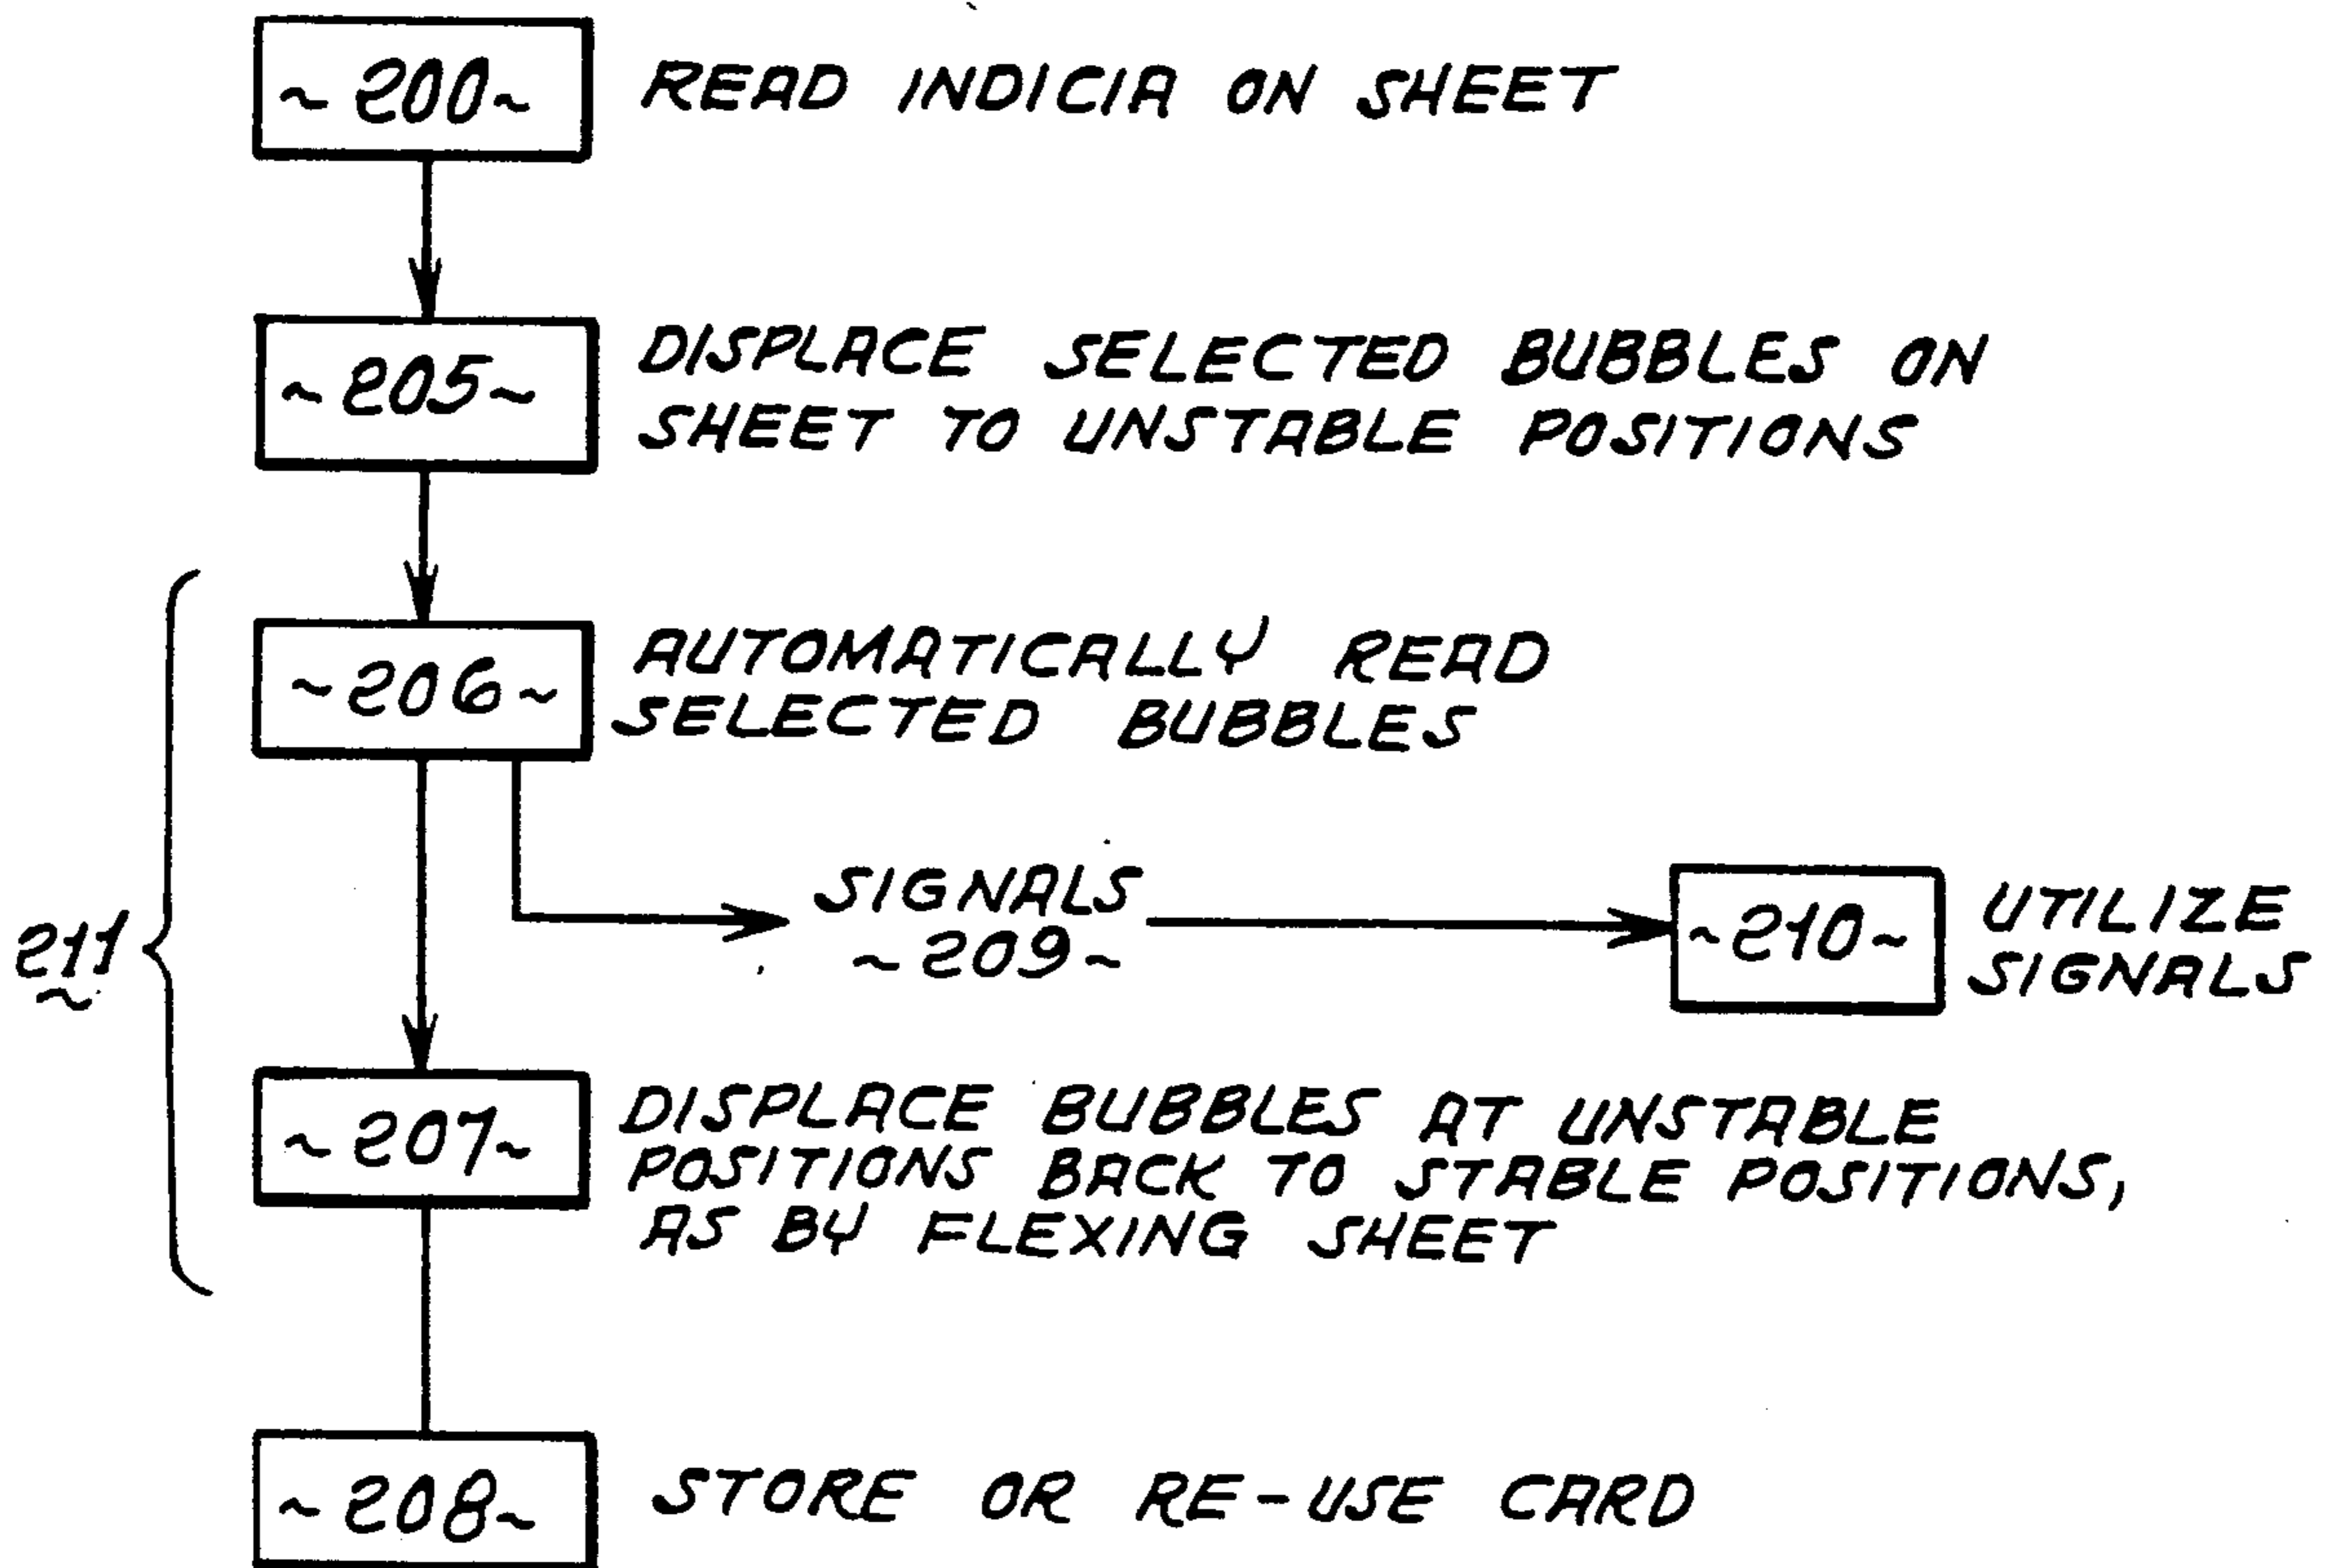 ~200~ READ INDICIA ON SHEET
~205~ DISPLACE SELECTED BUBBLES ON
SHEET TO UNSTABLE POSITIONS
~206~ AUTOMATICALLY READ
SELECTED BUBBLES
211
SIGNALS
~209~
~210~ UTILIZE
SIGNALS
~207~ DISPLACE BUBBLES AT UNSTABLE
POSITIONS BACK TO STABLE POSITIONS,
AS BY FLEXING SHEET
~208~ STORE OR RE-USE CARD